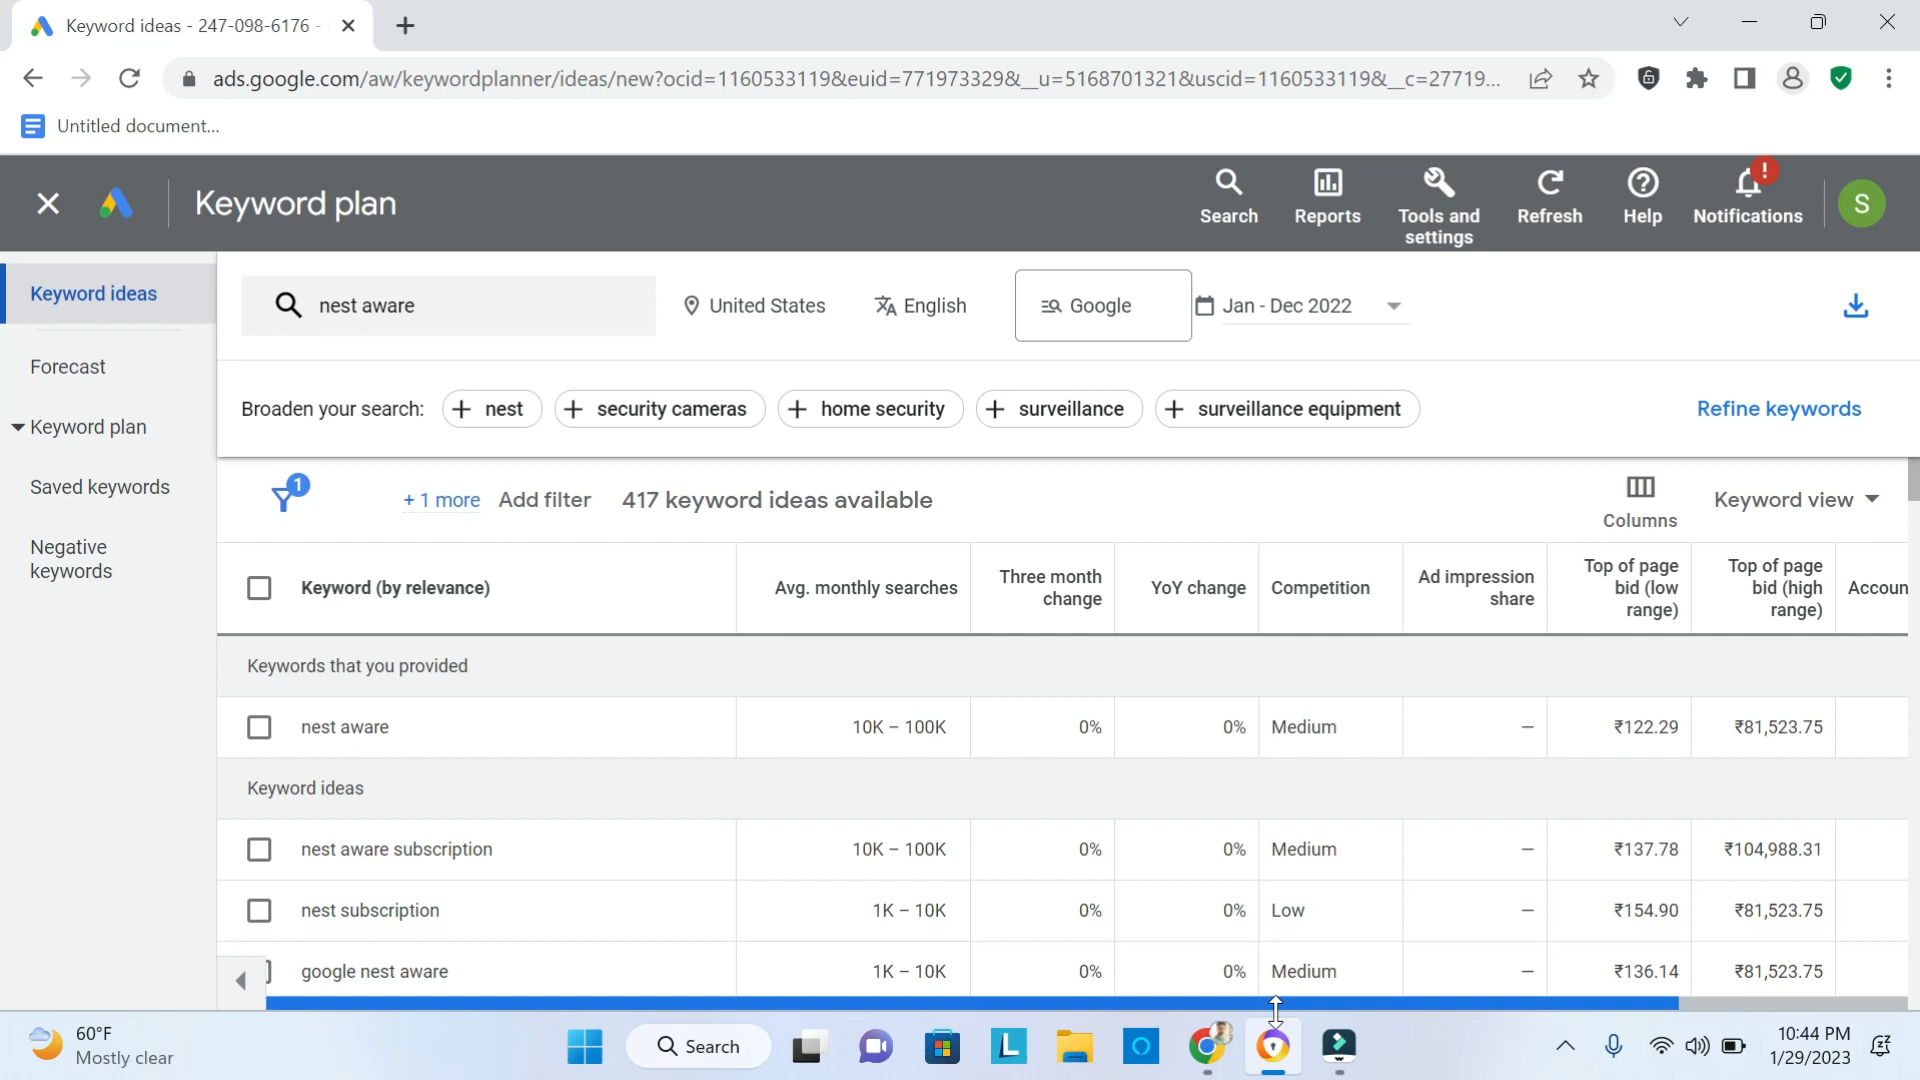 Keyword ideas - 247-098-6176 -
ads.google.com/aw/keywordplanner/ideas/new?ocid=1160533119&euid=771973329&__u=5168701321&uscid=1160533119&__c=27719...
Untitled document...
Keyword plan
Search
Reports
Tools and
settings
Refresh
Help
!
Notifications
S
Keyword ideas
nest aware
United States
English
Google
Jan - Dec 2022
Forecast
Keyword plan
Saved keywords
Negative
keywords
Broaden your search:
nest
security cameras
home security
surveillance
surveillance equipment
Refine keywords
1
+ 1 more
Add filter
417 keyword ideas available
Columns
Keyword view
Keyword (by relevance)
Avg. monthly searches
Three month
change
YoY change
Competition
Ad impression
share
Top of page
bid (low
range)
Top of page
bid (high
range)
Accoun
Keywords that you provided
nest aware 10K – 100K 0% 0% Medium – ₹122.29 ₹81,523.75
Keyword ideas
nest aware subscription 10K – 100K 0% 0% Medium – ₹137.78 ₹104,988.31
nest subscription 1K – 10K 0% 0% Low – ₹154.90 ₹81,523.75
google nest aware 1K – 10K 0% 0% Medium – ₹136.14 ₹81,523.75
60°F
Mostly clear
Search
10:44 PM
1/29/2023